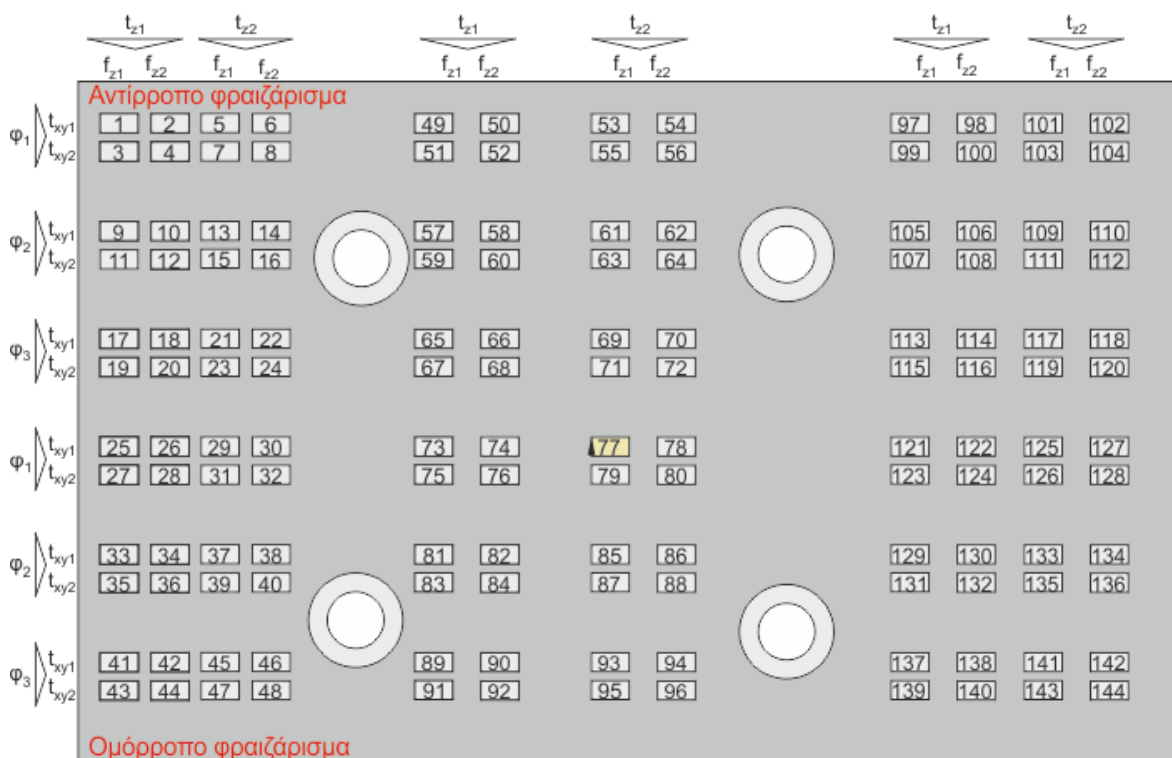 t_z1 t_z2 t_z1 t_z2 t_z1 t_z2
f_z1 f_z2 f_z1 f_z2 f_z1 f_z2 f_z1 f_z2 f_z1 f_z2 f_z1 f_z2
Αντίρροπο φραιζάρισμα
φ_1 t_xy1 1 2 5 6 49 50 53 54 97 98 101 102
t_xy2 3 4 7 8 51 52 55 56 99 100 103 104
φ_2 t_xy1 9 10 13 14 57 58 61 62 105 106 109 110
t_xy2 11 12 15 16 59 60 63 64 107 108 111 112
φ_3 t_xy1 17 18 21 22 65 66 69 70 113 114 117 118
t_xy2 19 20 23 24 67 68 71 72 115 116 119 120
φ_1 t_xy1 25 26 29 30 73 74 77 78 121 122 125 127
t_xy2 27 28 31 32 75 76 79 80 123 124 126 128
φ_2 t_xy1 33 34 37 38 81 82 85 86 129 130 133 134
t_xy2 35 36 39 40 83 84 87 88 131 132 135 136
φ_3 t_xy1 41 42 45 46 89 90 93 94 137 138 141 142
t_xy2 43 44 47 48 91 92 95 96 139 140 143 144
Ομόρροπο φραιζάρισμα